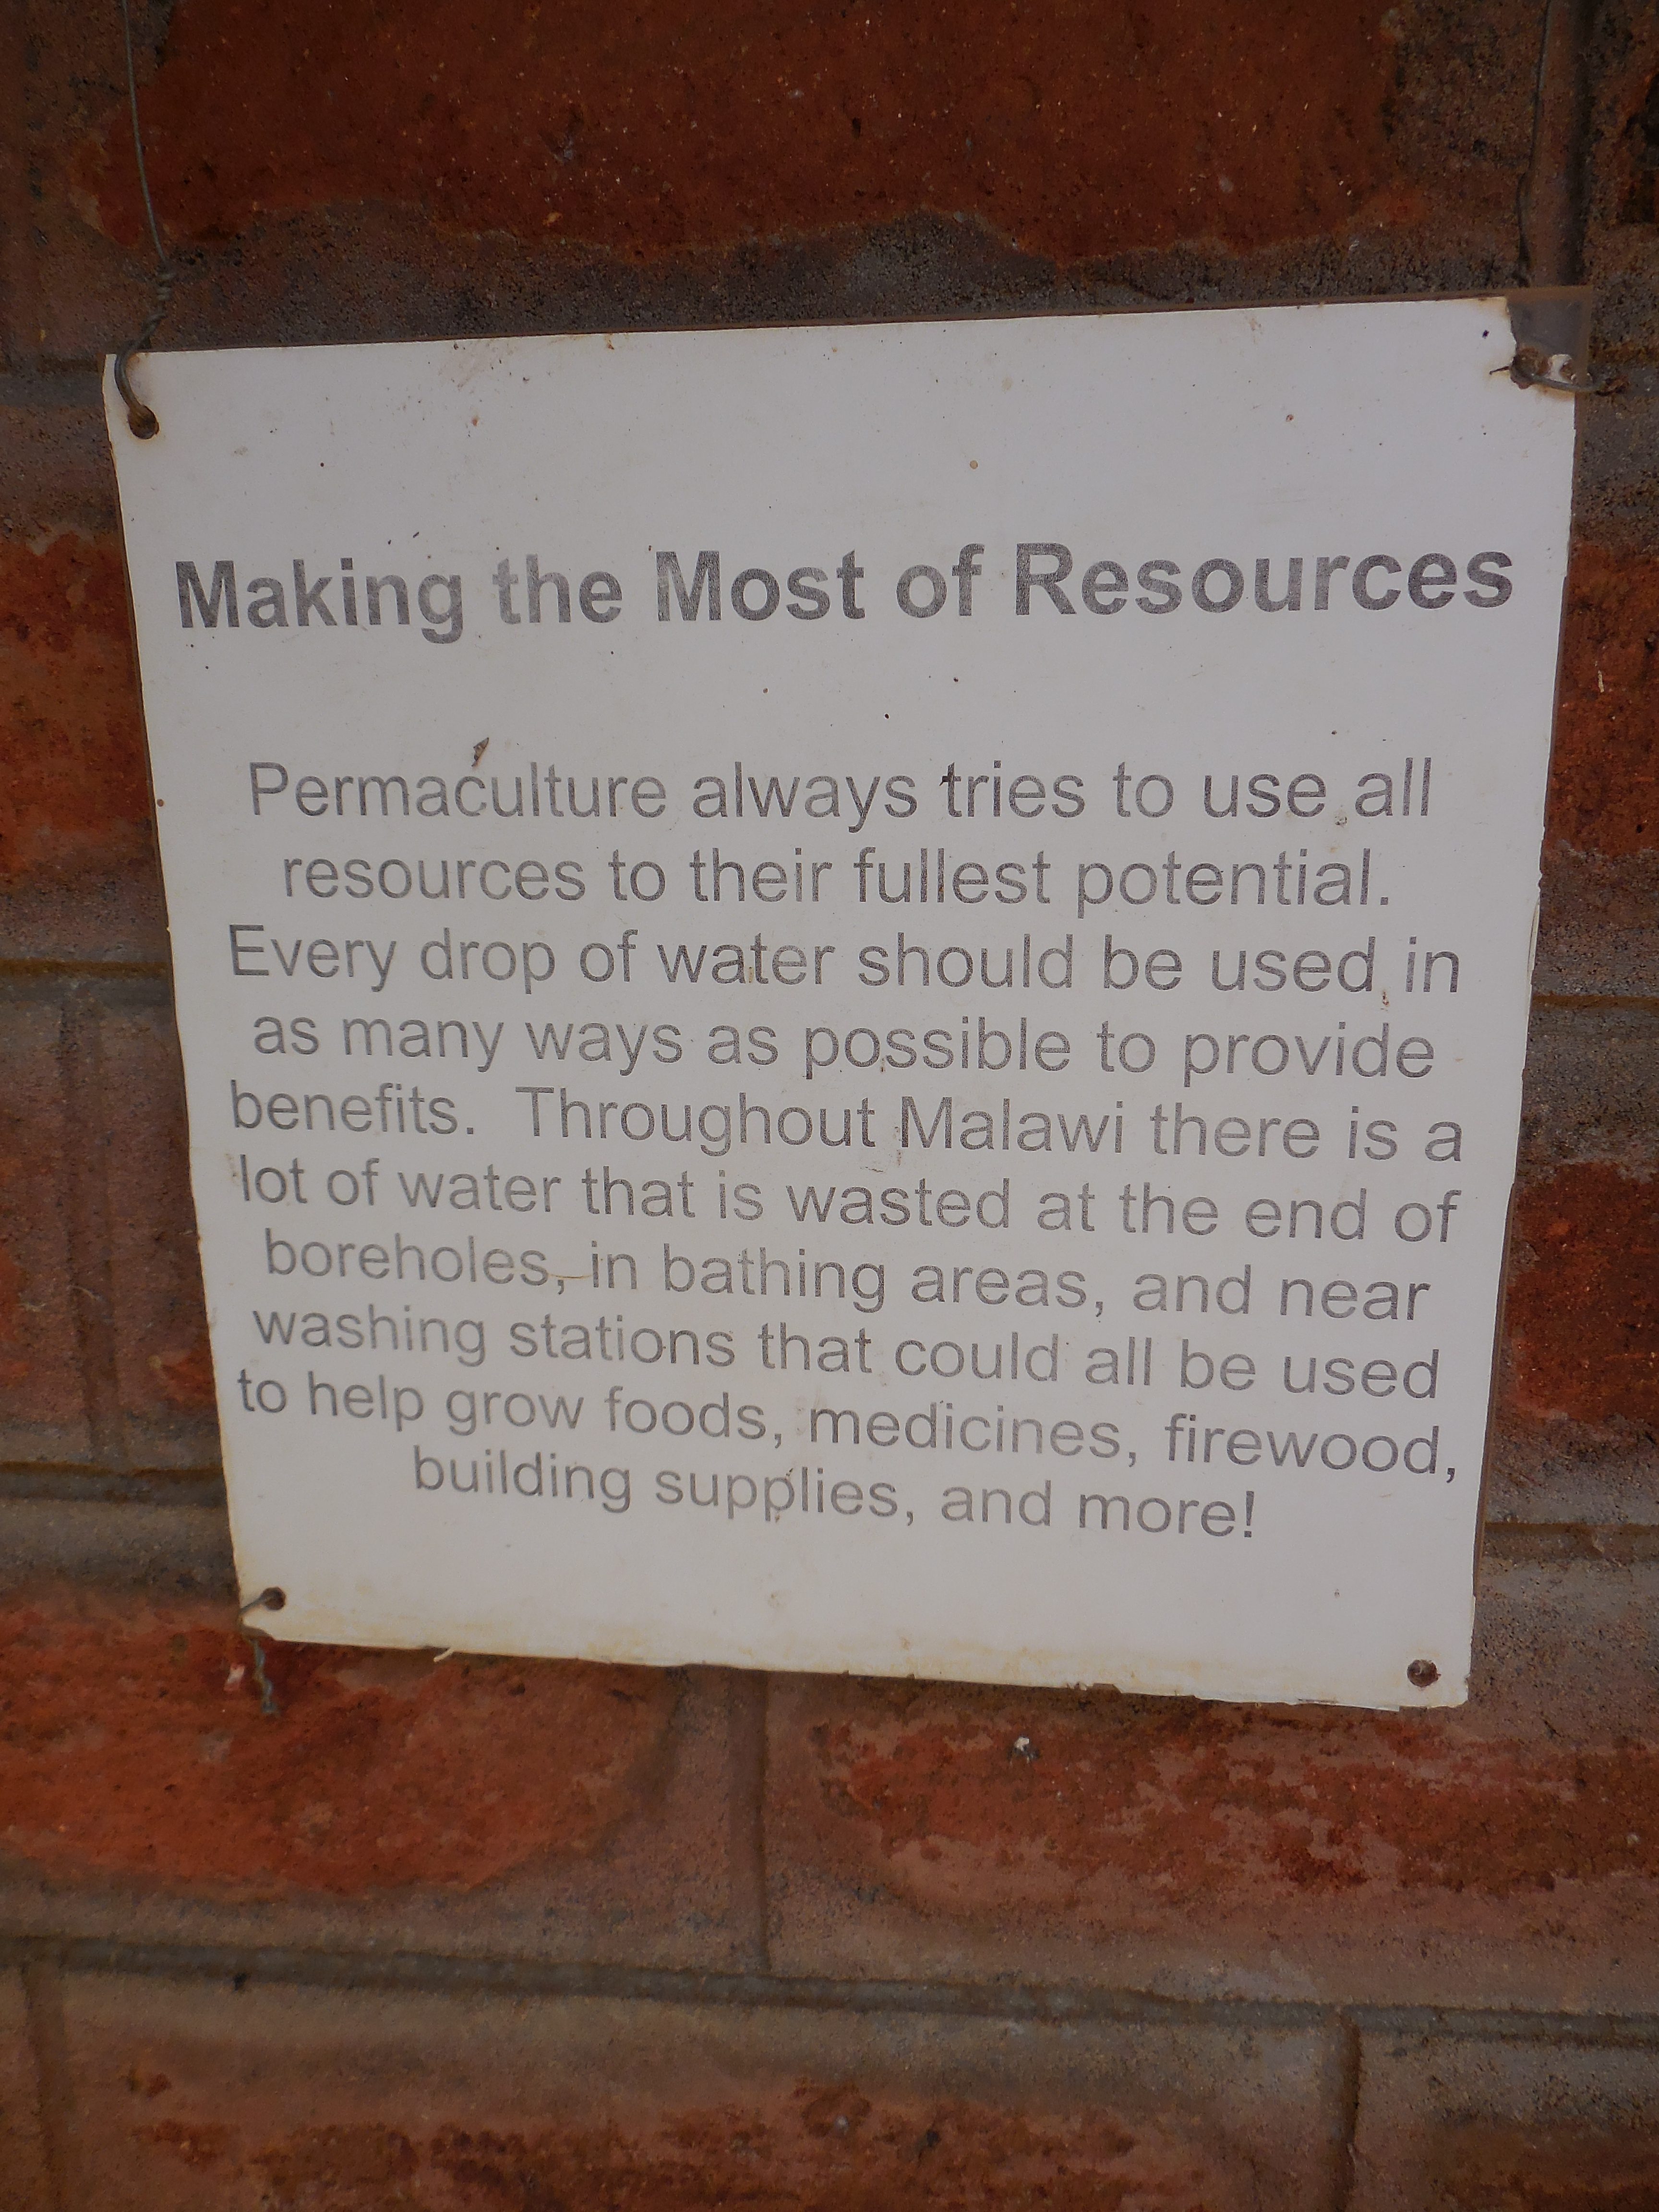 Making the Most of Resources
Permaculture always tries to use all
resources to their fullest potential.
Every drop of water should be used in
as many ways as possible to provide
benefits.  Throughout Malawi there is a
lot of water that is wasted at the end of
boreholes, in bathing areas, and near
washing stations that could all be used
to help grow foods, medicines, firewood,
building supplies, and more!